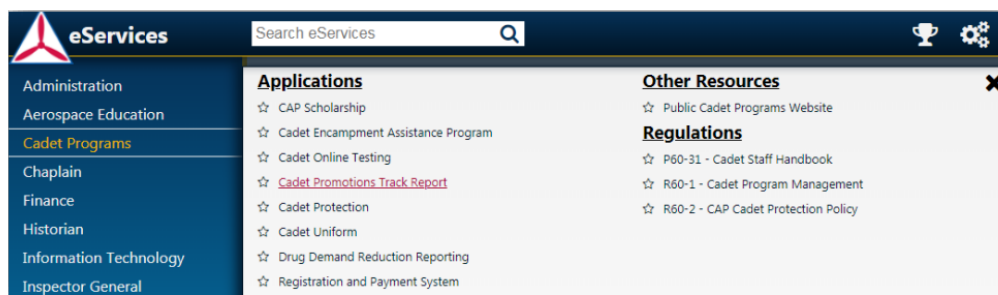 eServices
Search eServices
Administration
Aerospace Education
Cadet Programs
Chaplain
Finance
Historian
Information Technology
Inspector General
Applications
CAP Scholarship
Cadet Encampment Assistance Program
Cadet Online Testing
Cadet Promotions Track Report
Cadet Protection
Cadet Uniform
Drug Demand Reduction Reporting
Registration and Payment System
Other Resources
Public Cadet Programs Website
Regulations
P60-31 - Cadet Staff Handbook
R60-1 - Cadet Program Management
R60-2 - CAP Cadet Protection Policy